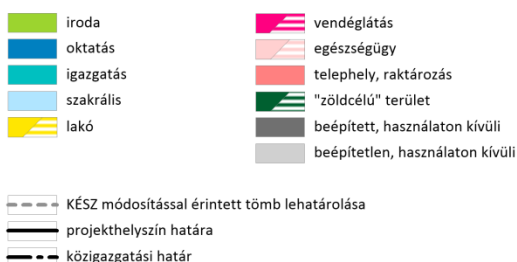 iroda
oktatás
igazgatás
szakrális
lakó
vendéglátás
egészségügy
telephely, raktározás
"zöldcélú" terület
beépített, használaton kívüli
beépítetlen, használaton kívüli
KÉSZ módosítással érintett tömb lehatárolása
projekthelyszín határa
közigazgatási határ